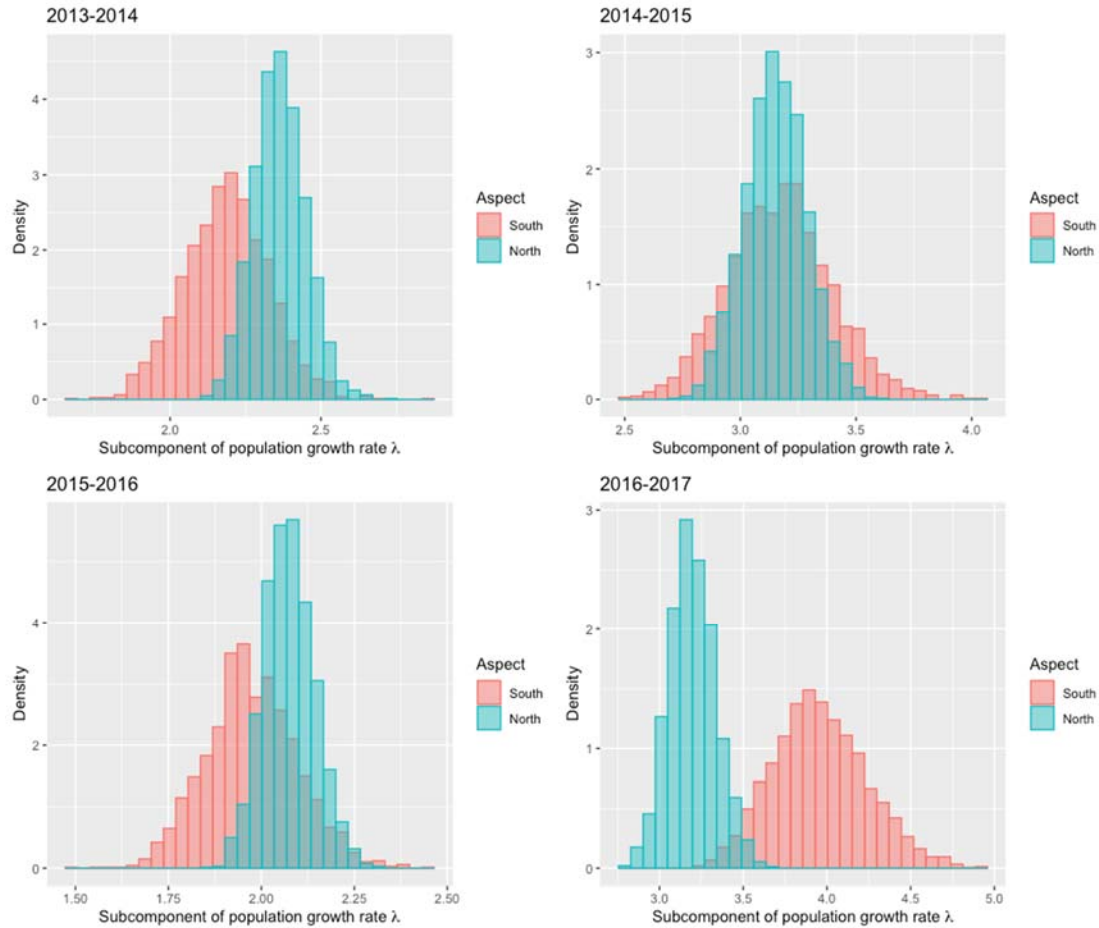 2013-2014
4
3
2
1
0
Density
2.0 2.5
Subcomponent of population growth rate λ
Aspect
South
North
2014-2015
3
2
1
0
Density
2.5 3.0 3.5 4.0
Subcomponent of population growth rate λ
Aspect
South
North
2015-2016
4
2
0
Density
1.50 1.75 2.00 2.25 2.50
Subcomponent of population growth rate λ
Aspect
South
North
2016-2017
3
2
1
0
Density
3.0 3.5 4.0 4.5 5.0
Subcomponent of population growth rate λ
Aspect
South
North